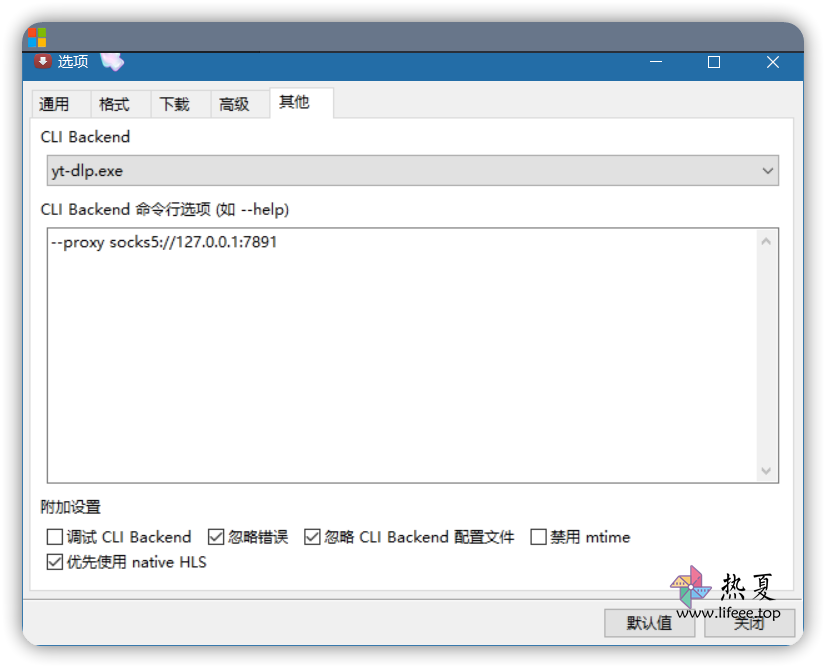 选项
通用 格式 下载 高级 其他
CLI Backend
yt-dlp.exe
CLI Backend 命令行选项 (如 --help)
--proxy socks5://127.0.0.1:7891
附加设置
调试 CLI Backend 忽略错误 忽略 CLI Backend 配置文件 禁用 mtime
优先使用 native HLS
热夏
www.lifeee.top
默认值 关闭